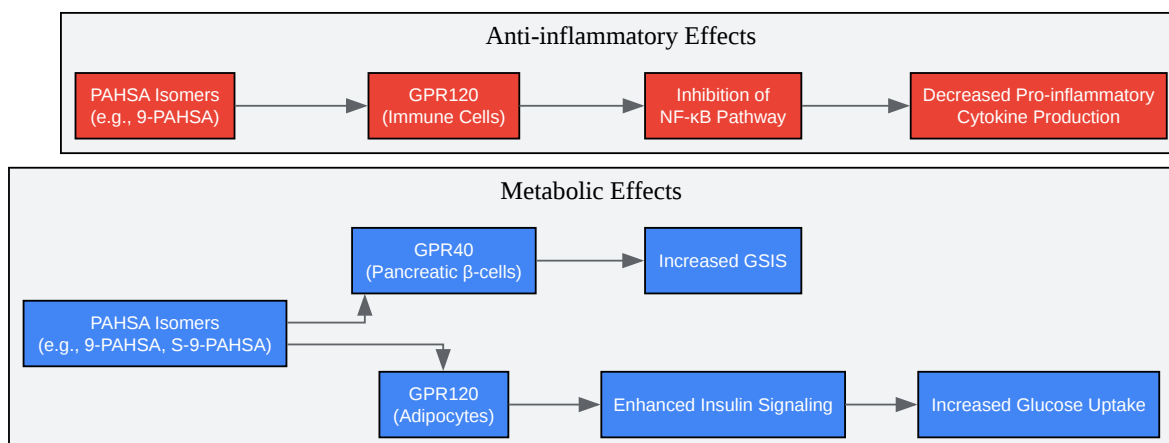 Anti-inflammatory Effects
PAHSA Isomers
(e.g., 9-PAHSA)
GPR120
(Immune Cells)
Inhibition of
NF-κB Pathway
Decreased Pro-inflammatory
Cytokine Production
Metabolic Effects
GPR40
(Pancreatic β-cells)
Increased GSIS
PAHSA Isomers
(e.g., 9-PAHSA, S-9-PAHSA)
GPR120
(Adipocytes)
Enhanced Insulin Signaling
Increased Glucose Uptake